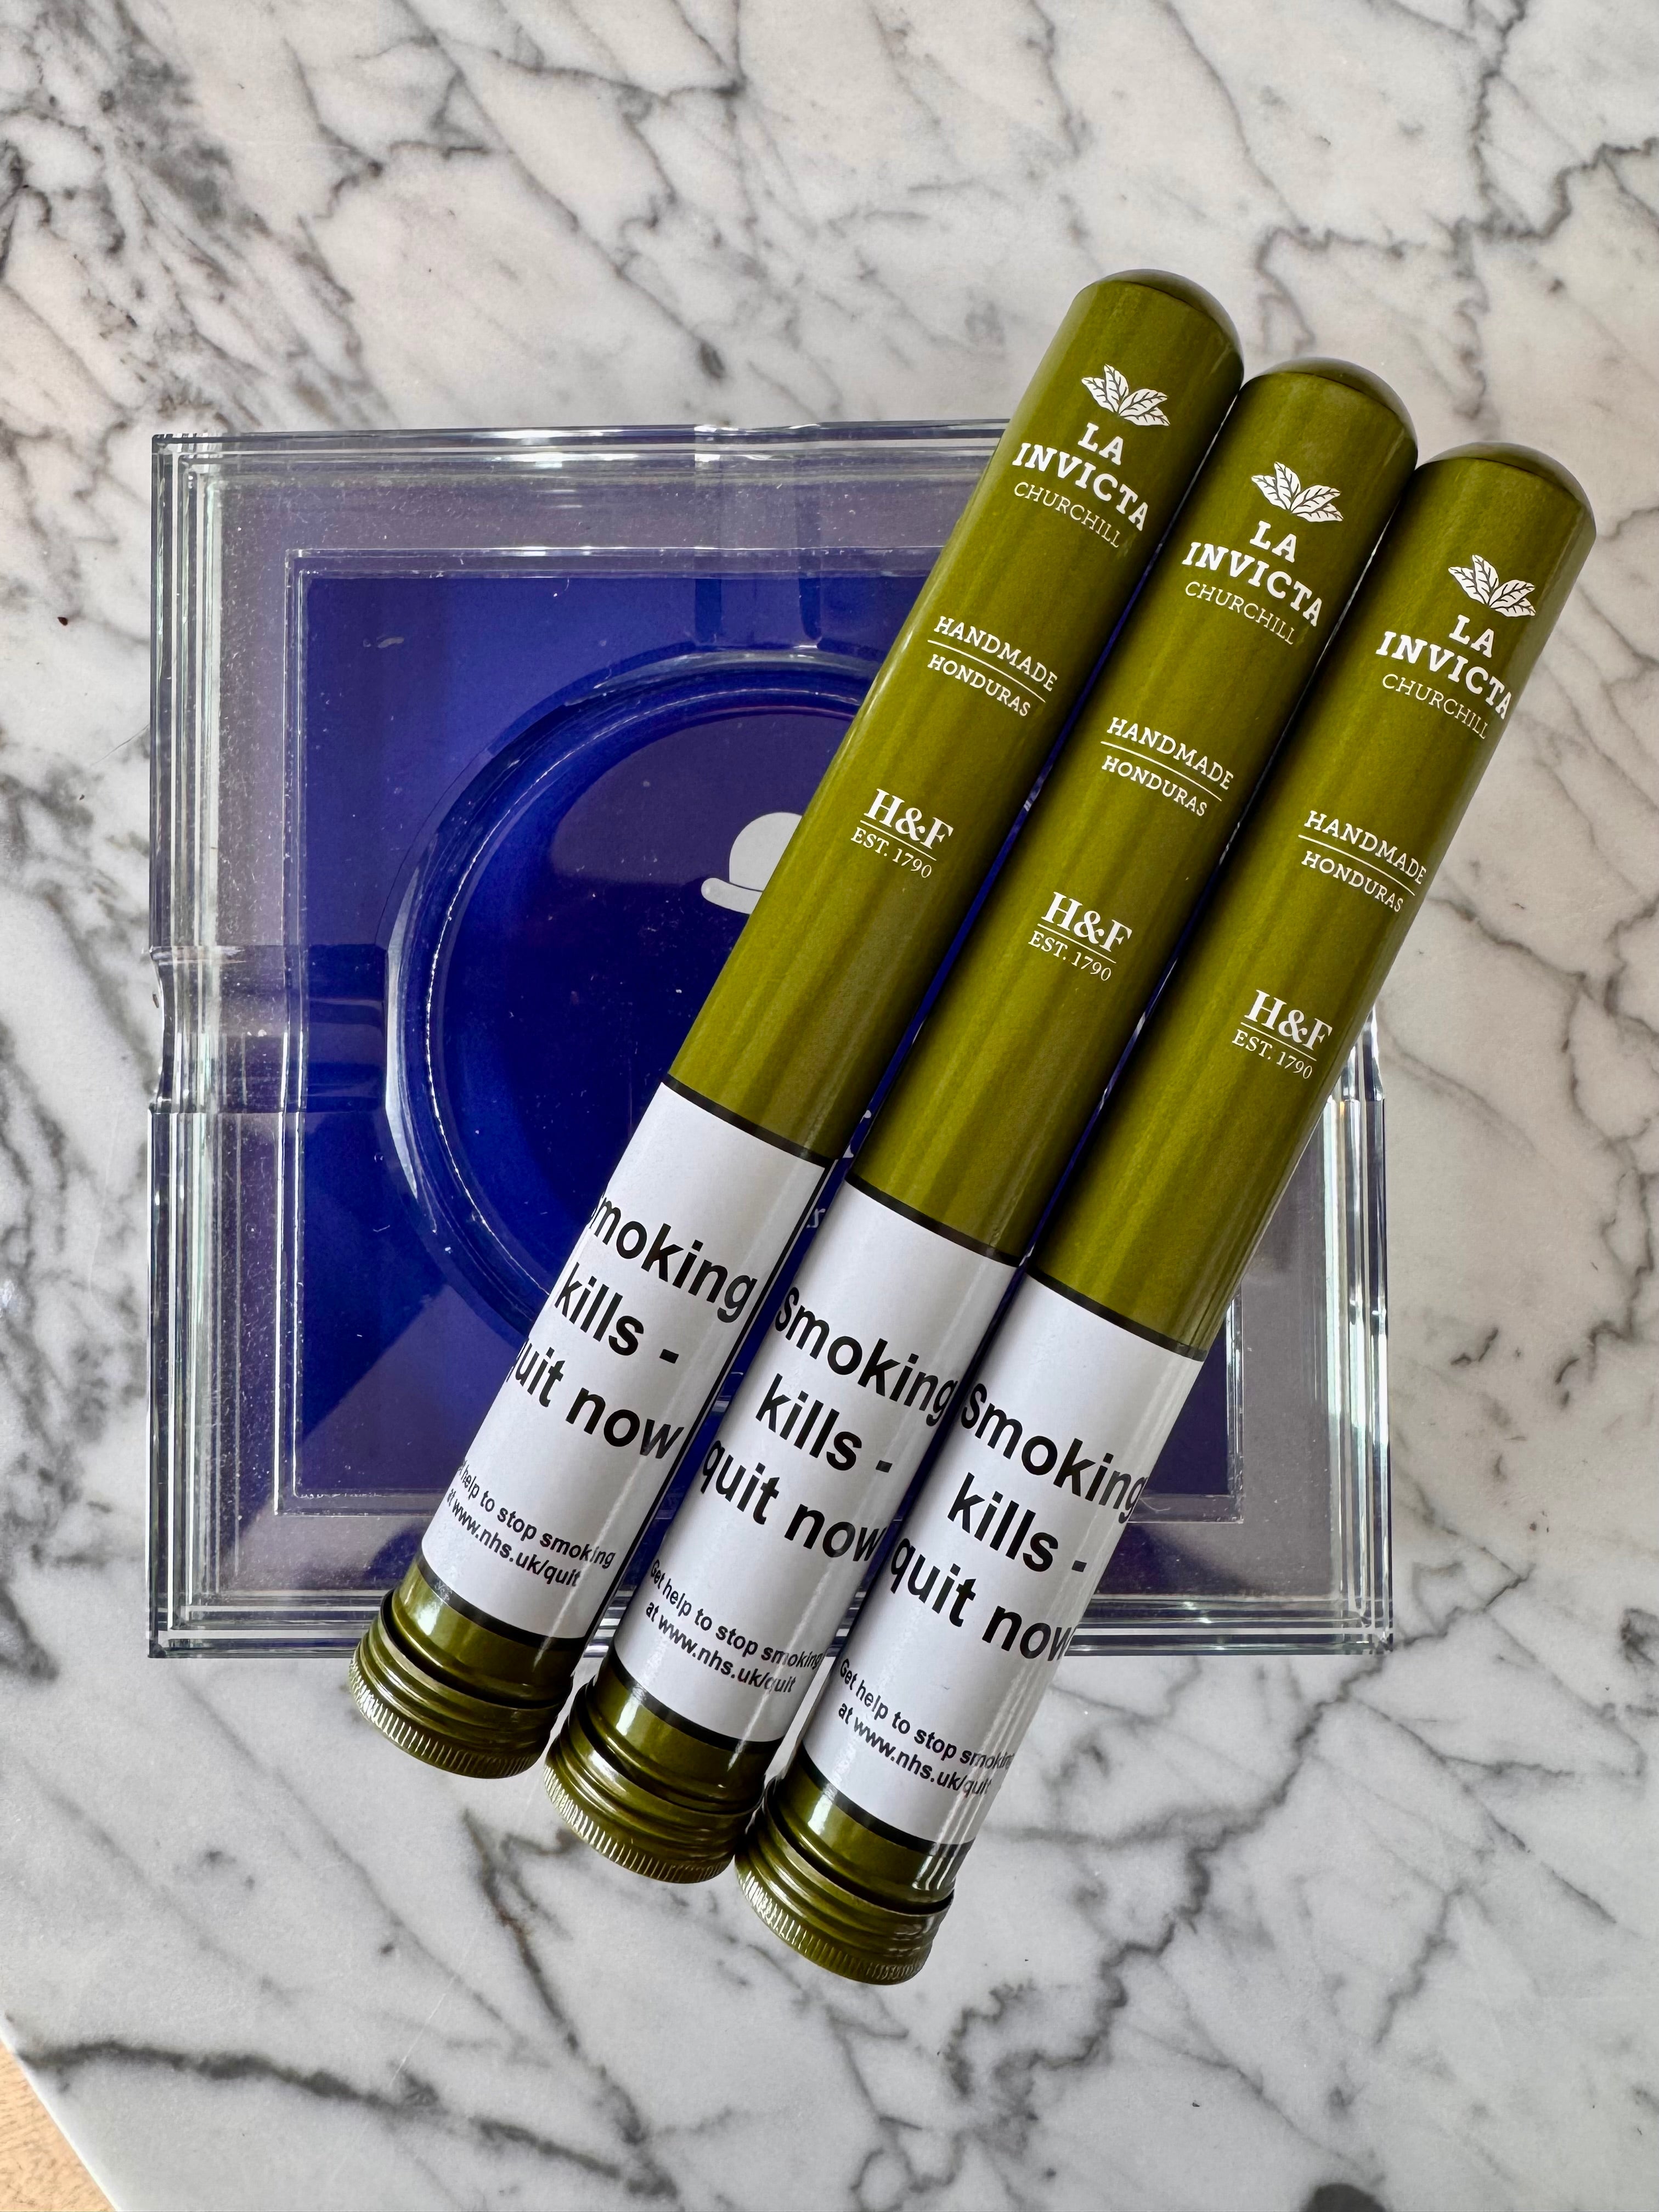 LA
INVICTA
CHURCHILL
HANDMADE
HONDURAS
H&F
EST. 1790
moking
kills -
quit now
help to stop smoking
at www.nhs.uk/quit
LA
INVICTA
CHURCHILL
HANDMADE
HONDURAS
H&F
EST. 1790
Smoking
kills -
quit now
Get help to stop smoking
at www.nhs.uk/quit
LA
INVICTA
CHURCHILL
HANDMADE
HONDURAS
H&F
EST. 1790
Smoking
kills -
quit now
Get help to stop smoking
at www.nhs.uk/quit